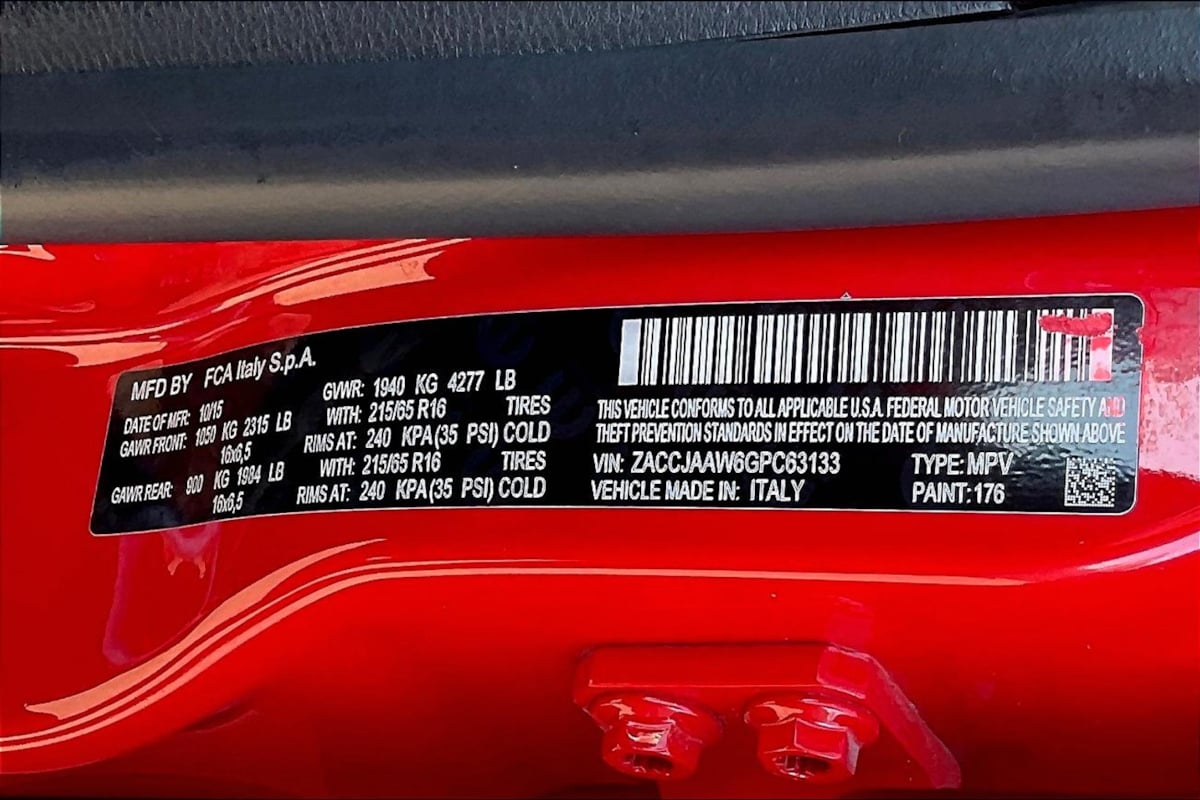 MFD BY FCA Italy S.p.A.
DATE OF MFR: 10/15 GVWR: 1940 KG 4277 LB
GAWR FRONT: 1050 KG 2315 LB WITH: 215/65 R16 TIRES
16x6,5 RIMS AT: 240 KPA (35 PSI) COLD
GAWR REAR: 900 KG 1984 LB WITH: 215/65 R16 TIRES
16x6,5 RIMS AT: 240 KPA (35 PSI) COLD
THIS VEHICLE CONFORMS TO ALL APPLICABLE U.S.A. FEDERAL MOTOR VEHICLE SAFETY AND
THEFT PREVENTION STANDARDS IN EFFECT ON THE DATE OF MANUFACTURE SHOWN ABOVE
VIN: ZACCJAAW6GPC63133 TYPE: MPV
VEHICLE MADE IN: ITALY PAINT: 176